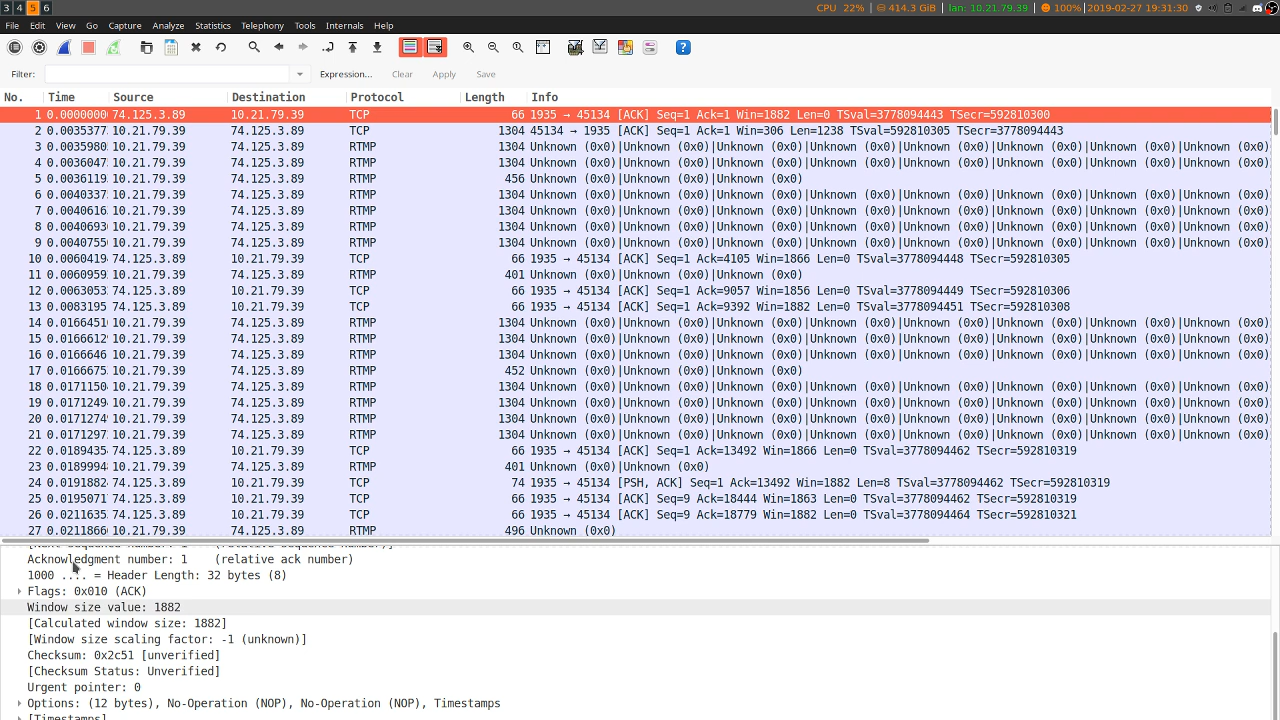 3 4 5 6 CPU 22% | 414.3 GiB | lan: 10.21.79.39 | 100% | 2019-02-27 19:31:30
File Edit View Go Capture Analyze Statistics Telephony Tools Internals Help
Filter: Expression... Clear Apply Save
No. Time Source Destination Protocol Length Info
1 0.0000000 74.125.3.89 10.21.79.39 TCP 66 1935 → 45134 [ACK] Seq=1 Ack=1 Win=1882 Len=0 TSval=3778094443 TSecr=592810300
2 0.0035377 10.21.79.39 74.125.3.89 TCP 1304 45134 → 1935 [ACK] Seq=1 Ack=1 Win=306 Len=1238 TSval=592810305 TSecr=3778094443
3 0.0035980 10.21.79.39 74.125.3.89 RTMP 1304 Unknown (0x0)|Unknown (0x0)|Unknown (0x0)|Unknown (0x0)|Unknown (0x0)|Unknown (0x0)|Unknown (0x0)|Unknown (0x0)
4 0.0036047 10.21.79.39 74.125.3.89 RTMP 1304 Unknown (0x0)|Unknown (0x0)|Unknown (0x0)|Unknown (0x0)|Unknown (0x0)|Unknown (0x0)|Unknown (0x0)|Unknown (0x0)
5 0.0036119 10.21.79.39 74.125.3.89 RTMP 456 Unknown (0x0)|Unknown (0x0)|Unknown (0x0)
6 0.0040337 10.21.79.39 74.125.3.89 RTMP 1304 Unknown (0x0)|Unknown (0x0)|Unknown (0x0)|Unknown (0x0)|Unknown (0x0)|Unknown (0x0)|Unknown (0x0)|Unknown (0x0)
7 0.0040616 10.21.79.39 74.125.3.89 RTMP 1304 Unknown (0x0)|Unknown (0x0)|Unknown (0x0)|Unknown (0x0)|Unknown (0x0)|Unknown (0x0)|Unknown (0x0)|Unknown (0x0)
8 0.0040693 10.21.79.39 74.125.3.89 RTMP 1304 Unknown (0x0)|Unknown (0x0)|Unknown (0x0)|Unknown (0x0)|Unknown (0x0)|Unknown (0x0)|Unknown (0x0)|Unknown (0x0)
9 0.0040755 10.21.79.39 74.125.3.89 RTMP 1304 Unknown (0x0)|Unknown (0x0)|Unknown (0x0)|Unknown (0x0)|Unknown (0x0)|Unknown (0x0)|Unknown (0x0)|Unknown (0x0)
10 0.0060419 74.125.3.89 10.21.79.39 TCP 66 1935 → 45134 [ACK] Seq=1 Ack=4105 Win=1866 Len=0 TSval=3778094448 TSecr=592810305
11 0.0060959 10.21.79.39 74.125.3.89 RTMP 401 Unknown (0x0)|Unknown (0x0)|Unknown (0x0)
12 0.0063053 74.125.3.89 10.21.79.39 TCP 66 1935 → 45134 [ACK] Seq=1 Ack=9057 Win=1856 Len=0 TSval=3778094449 TSecr=592810306
13 0.0083195 74.125.3.89 10.21.79.39 TCP 66 1935 → 45134 [ACK] Seq=1 Ack=9392 Win=1882 Len=0 TSval=3778094451 TSecr=592810308
14 0.0166451 10.21.79.39 74.125.3.89 RTMP 1304 Unknown (0x0)|Unknown (0x0)|Unknown (0x0)|Unknown (0x0)|Unknown (0x0)|Unknown (0x0)|Unknown (0x0)|Unknown (0x0)
15 0.0166612 10.21.79.39 74.125.3.89 RTMP 1304 Unknown (0x0)|Unknown (0x0)|Unknown (0x0)|Unknown (0x0)|Unknown (0x0)|Unknown (0x0)|Unknown (0x0)|Unknown (0x0)
16 0.0166646 10.21.79.39 74.125.3.89 RTMP 1304 Unknown (0x0)|Unknown (0x0)|Unknown (0x0)|Unknown (0x0)|Unknown (0x0)|Unknown (0x0)|Unknown (0x0)|Unknown (0x0)
17 0.0166675 10.21.79.39 74.125.3.89 RTMP 452 Unknown (0x0)|Unknown (0x0)|Unknown (0x0)
18 0.0171150 10.21.79.39 74.125.3.89 RTMP 1304 Unknown (0x0)|Unknown (0x0)|Unknown (0x0)|Unknown (0x0)|Unknown (0x0)|Unknown (0x0)|Unknown (0x0)|Unknown (0x0)
19 0.0171249 10.21.79.39 74.125.3.89 RTMP 1304 Unknown (0x0)|Unknown (0x0)|Unknown (0x0)|Unknown (0x0)|Unknown (0x0)|Unknown (0x0)|Unknown (0x0)|Unknown (0x0)
20 0.0171274 10.21.79.39 74.125.3.89 RTMP 1304 Unknown (0x0)|Unknown (0x0)|Unknown (0x0)|Unknown (0x0)|Unknown (0x0)|Unknown (0x0)|Unknown (0x0)|Unknown (0x0)
21 0.0171297 10.21.79.39 74.125.3.89 RTMP 1304 Unknown (0x0)|Unknown (0x0)|Unknown (0x0)|Unknown (0x0)|Unknown (0x0)|Unknown (0x0)|Unknown (0x0)|Unknown (0x0)
22 0.0189435 74.125.3.89 10.21.79.39 TCP 66 1935 → 45134 [ACK] Seq=1 Ack=13492 Win=1866 Len=0 TSval=3778094462 TSecr=592810319
23 0.0189994 10.21.79.39 74.125.3.89 RTMP 401 Unknown (0x0)|Unknown (0x0)
24 0.0191882 74.125.3.89 10.21.79.39 TCP 74 1935 → 45134 [PSH, ACK] Seq=1 Ack=13492 Win=1882 Len=8 TSval=3778094462 TSecr=592810319
25 0.0195071 74.125.3.89 10.21.79.39 TCP 66 1935 → 45134 [ACK] Seq=9 Ack=18444 Win=1863 Len=0 TSval=3778094462 TSecr=592810319
26 0.0211635 74.125.3.89 10.21.79.39 TCP 66 1935 → 45134 [ACK] Seq=9 Ack=18779 Win=1882 Len=0 TSval=3778094464 TSecr=592810321
27 0.0211866 10.21.79.39 74.125.3.89 RTMP 496 Unknown (0x0)
Acknowledgment number: 1 (relative ack number)
1000 .... = Header Length: 32 bytes (8)
Flags: 0x010 (ACK)
Window size value: 1882
[Calculated window size: 1882]
[Window size scaling factor: -1 (unknown)]
Checksum: 0x2c51 [unverified]
[Checksum Status: Unverified]
Urgent pointer: 0
Options: (12 bytes), No-Operation (NOP), No-Operation (NOP), Timestamps
[Timestamps]